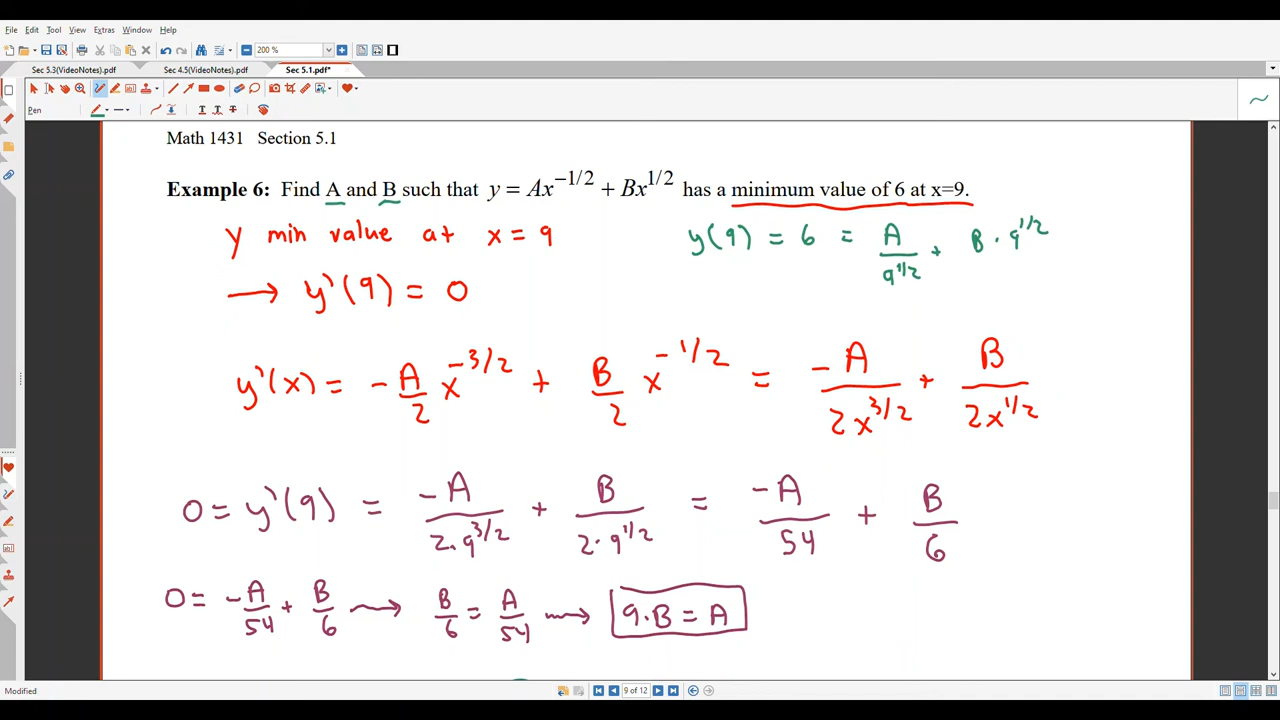 File Edit Tool View Extras Window Help
200 %
Sec 5.3(VideoNotes).pdf Sec 4.5(VideoNotes).pdf Sec 5.1.pdf*
Pen
Math 1431 Section 5.1
Example 6: Find A and B such that y = Ax^{-1/2} + Bx^{1/2} has a minimum value of 6 at x=9.
y min value at x = 9
y(9) = 6 = A/9^{1/2} + B · 9^{1/2}
→ y'(9) = 0
y'(x) = -A/2 x^{-3/2} + B/2 x^{-1/2} = -A/2x^{3/2} + B/2x^{1/2}
0 = y'(9) = -A/2·9^{3/2} + B/2·9^{1/2} = -A/54 + B/6
0 = -A/54 + B/6 ⟿ B/6 = A/54 ⟿ 9·B = A
Modified
9 of 12